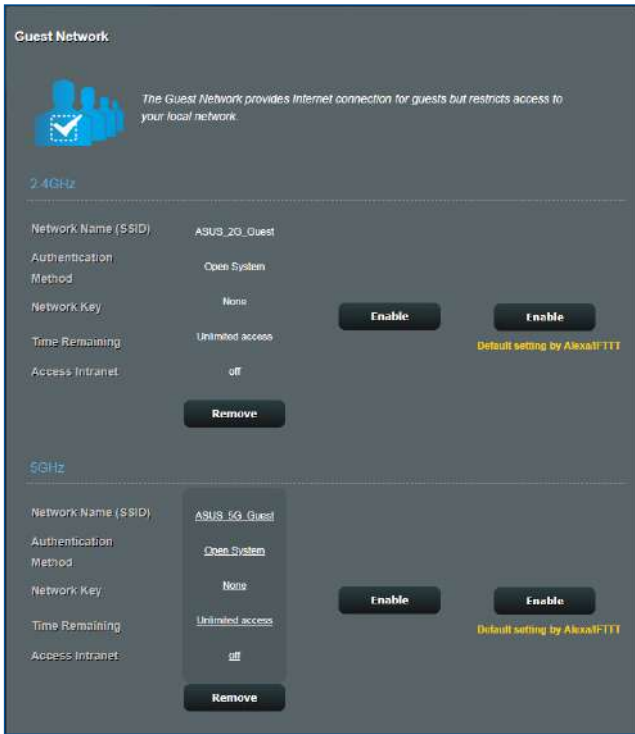 Guest Network
The Guest Network provides Internet connection for guests but restricts access to
your local network.
2.4GHz
Network Name (SSID) ASUS_2G_Guest
Authentication
Method Open System
Network Key None
Enable Enable
Time Remaining Unlimited access
Default setting by Alexa/IFTTT
Access Intranet off
Remove
5GHz
Network Name (SSID) ASUS_5G_Guest
Authentication
Method Open System
Network Key None
Enable Enable
Time Remaining Unlimited access
Default setting by Alexa/IFTTT
Access Intranet off
Remove